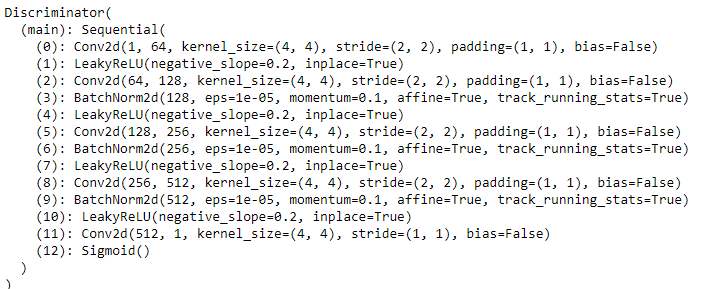 Discriminator(
  (main): Sequential(
    (0): Conv2d(1, 64, kernel_size=(4, 4), stride=(2, 2), padding=(1, 1), bias=False)
    (1): LeakyReLU(negative_slope=0.2, inplace=True)
    (2): Conv2d(64, 128, kernel_size=(4, 4), stride=(2, 2), padding=(1, 1), bias=False)
    (3): BatchNorm2d(128, eps=1e-05, momentum=0.1, affine=True, track_running_stats=True)
    (4): LeakyReLU(negative_slope=0.2, inplace=True)
    (5): Conv2d(128, 256, kernel_size=(4, 4), stride=(2, 2), padding=(1, 1), bias=False)
    (6): BatchNorm2d(256, eps=1e-05, momentum=0.1, affine=True, track_running_stats=True)
    (7): LeakyReLU(negative_slope=0.2, inplace=True)
    (8): Conv2d(256, 512, kernel_size=(4, 4), stride=(2, 2), padding=(1, 1), bias=False)
    (9): BatchNorm2d(512, eps=1e-05, momentum=0.1, affine=True, track_running_stats=True)
    (10): LeakyReLU(negative_slope=0.2, inplace=True)
    (11): Conv2d(512, 1, kernel_size=(4, 4), stride=(1, 1), bias=False)
    (12): Sigmoid()
  )
)